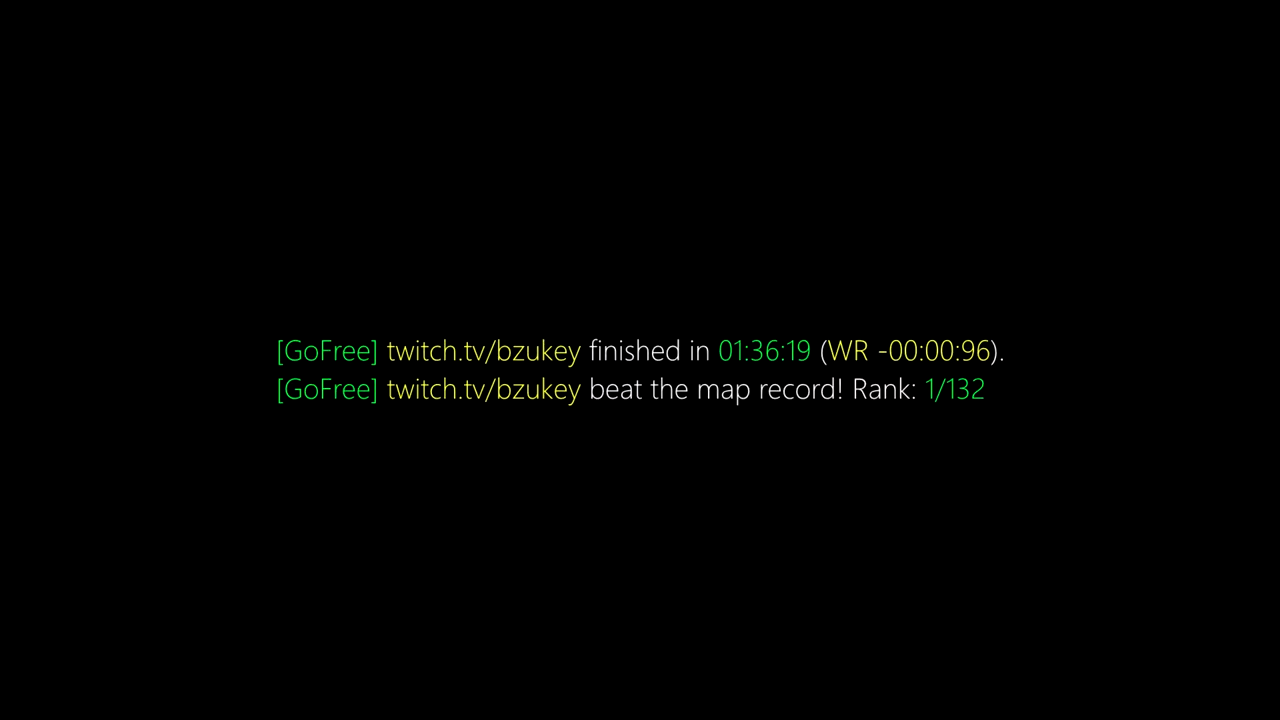 [GoFree] twitch.tv/bzukey finished in 01:36:19 (WR -00:00:96).
[GoFree] twitch.tv/bzukey beat the map record! Rank: 1/132